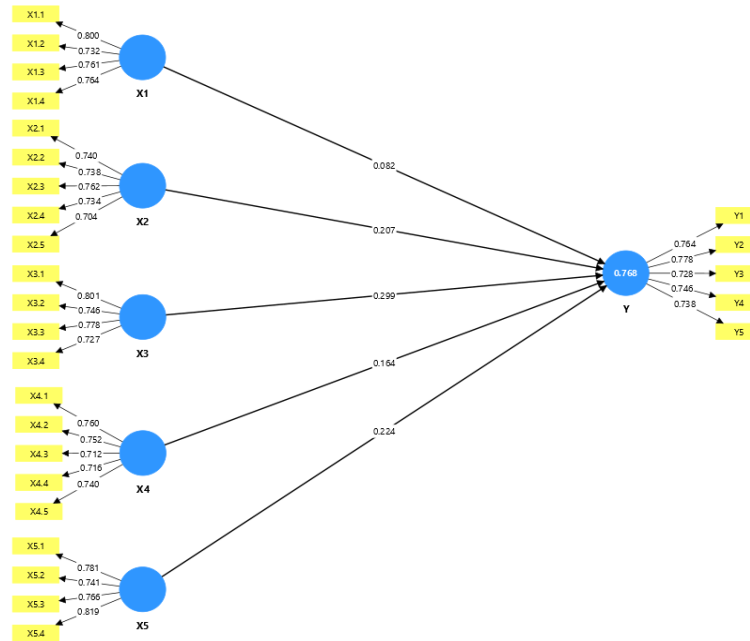 X1.1
0.800
X1.2
0.732
X1.3
0.761
X1.4
0.764
X1
X2.1
0.740
X2.2
0.738
X2.3
0.762
X2.4
0.734
X2.5
0.704
X2
X3.1
0.801
X3.2
0.746
X3.3
0.778
X3.4
0.727
X3
X4.1
0.760
X4.2
0.752
X4.3
0.712
X4.4
0.716
X4.5
0.740
X4
X5.1
0.781
X5.2
0.741
X5.3
0.766
X5.4
0.819
X5
0.082
0.207
0.299
0.164
0.224
0.768
Y
Y1
0.764
Y2
0.778
Y3
0.728
Y4
0.746
Y5
0.738